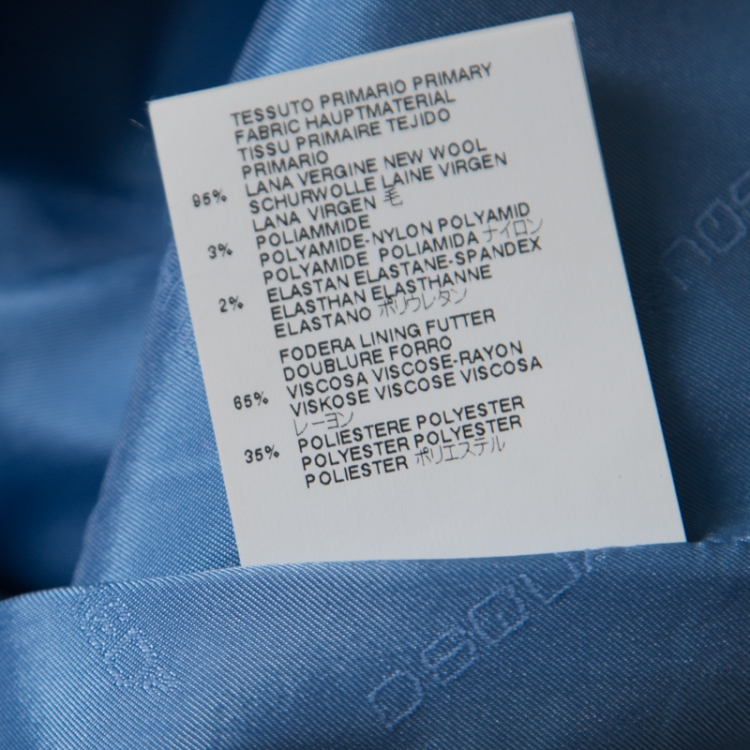 TESSUTO PRIMARIO PRIMARY
FABRIC HAUPTMATERIAL
TISSU PRIMAIRE TEJIDO
PRIMARIO
95% LANA VERGINE NEW WOOL
SCHURWOLLE LAINE VIRGEN
LANA VIRGEN 毛
3% POLIAMMIDE
POLYAMIDE-NYLON POLYAMID
POLYAMIDE POLIAMIDA ナイロン
2% ELASTAN ELASTANE-SPANDEX
ELASTHAN ELASTHANNE
ELASTANO ポリウレタン
FODERA LINING FUTTER
DOUBLURE FORRO
65% VISCOSA VISCOSE-RAYON
VISKOSE VISCOSE VISCOSA
レーヨン
35% POLIESTERE POLYESTER
POLYESTER POLYESTER
POLIESTER ポリエステル